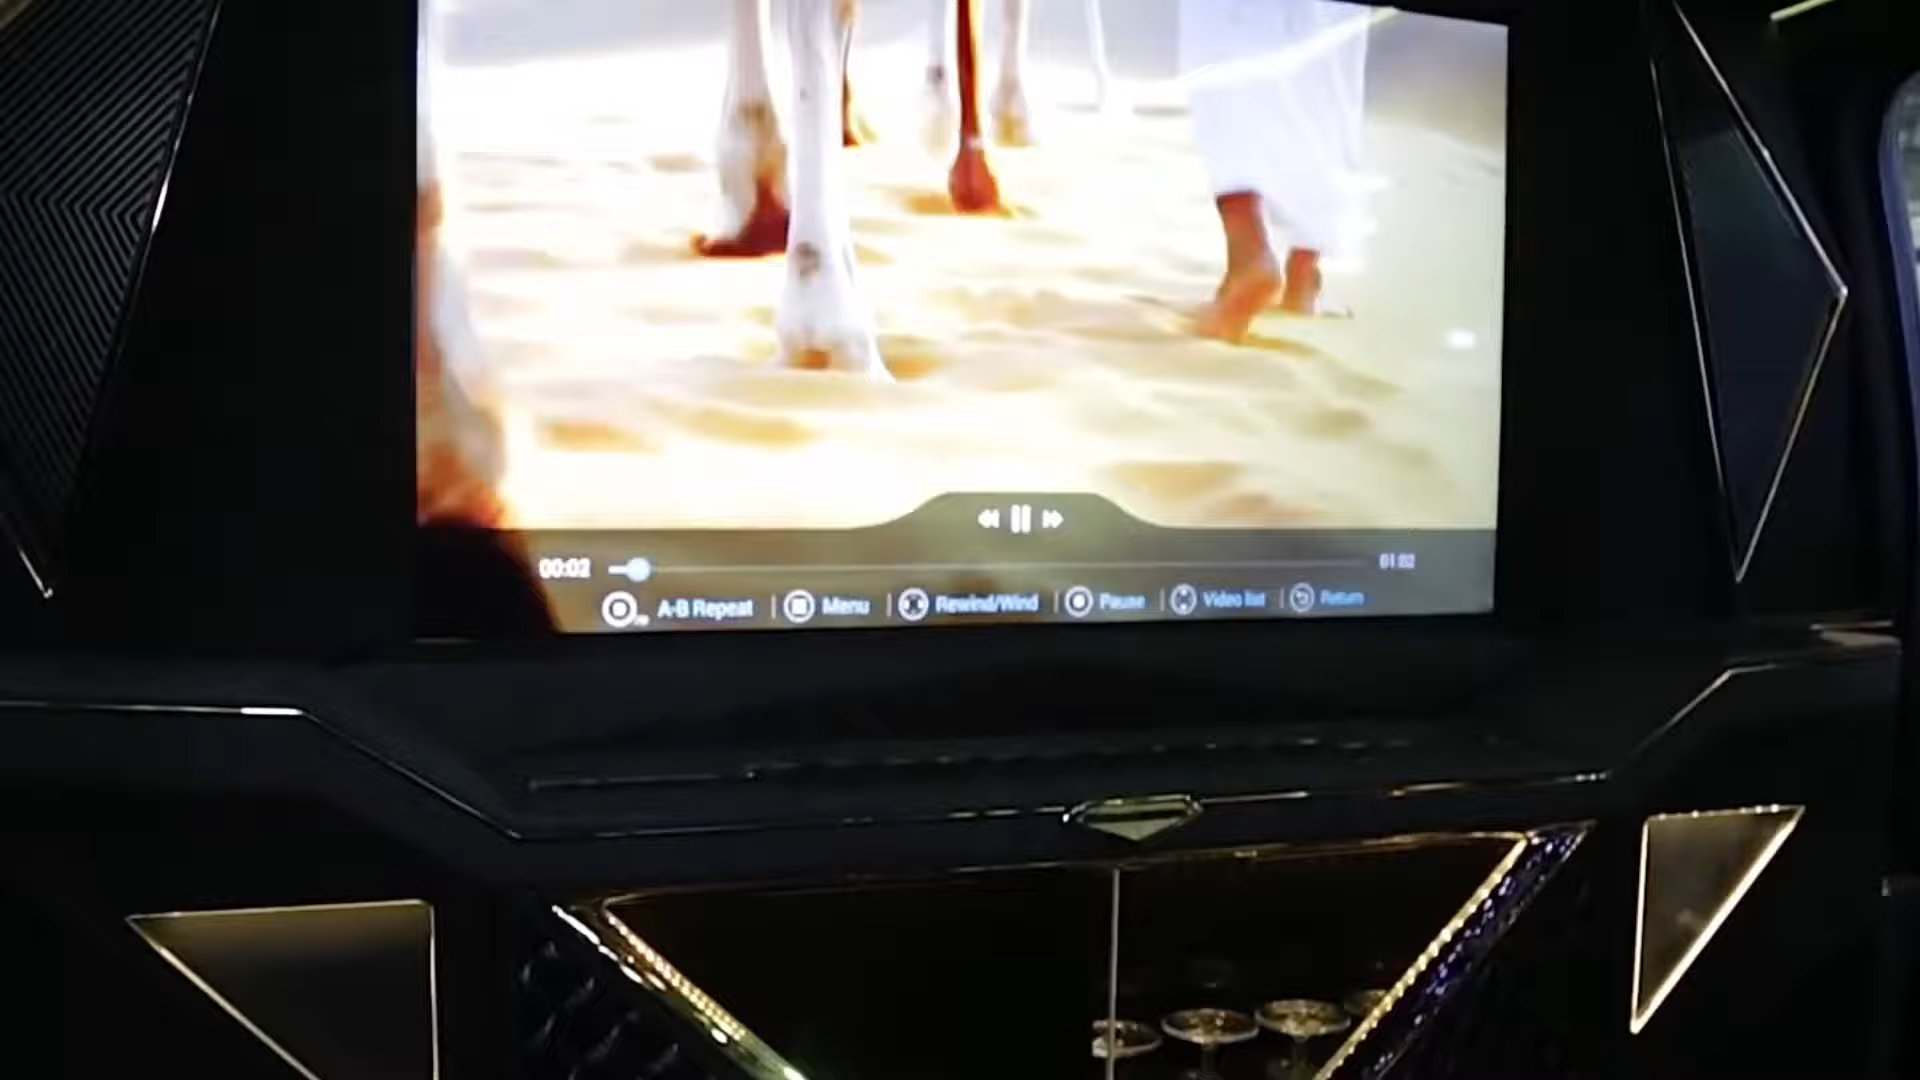 00:02 01:02
A-B Repeat | Menu | Rewind/Wind | Pause | Video list | Return